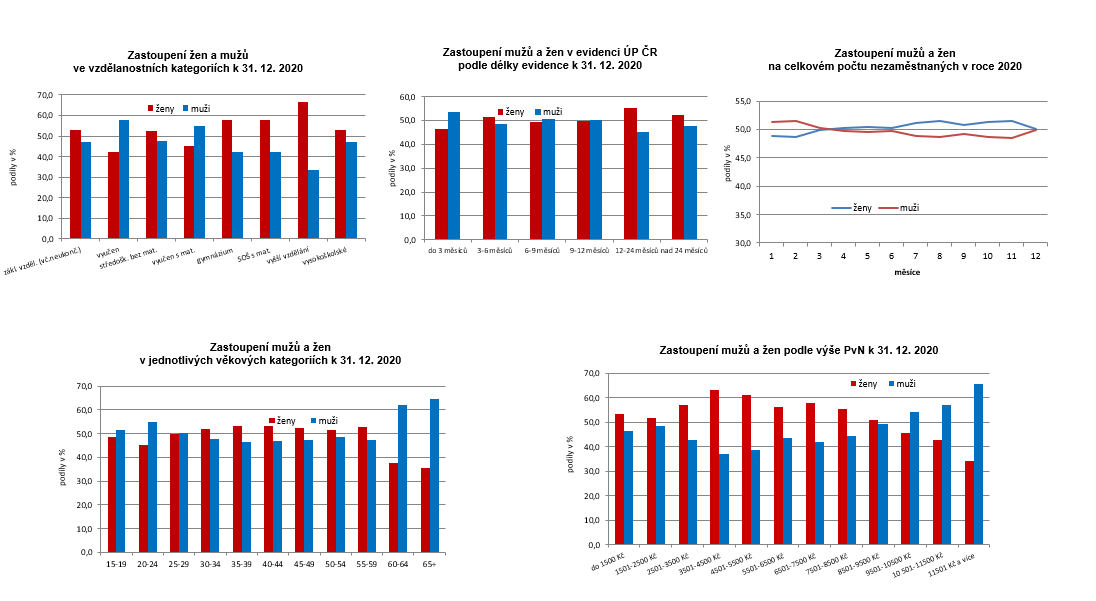 Zastoupení žen a mužů
ve vzdělanostních kategoriích k 31. 12. 2020
70,0
60,0
50,0
40,0
30,0
20,0
10,0
0,0
podíly v %
ženy muži
zákl. vzděl. (vč.neukonč.)
vyučen
středošk. bez mat.
vyučen s mat.
gymnázium
SOŠ s mat.
vyšší vzdělání
vysokoškolské
Zastoupení mužů a žen v evidenci ÚP ČR
podle délky evidence k 31. 12. 2020
60,0
50,0
40,0
30,0
20,0
10,0
0,0
podíly v %
ženy muži
do 3 měsíců 3-6 měsíců 6-9 měsíců 9-12 měsíců 12-24 měsíců nad 24 měsíců
Zastoupení mužů a žen
na celkovém počtu nezaměstnaných v roce 2020
55,0
50,0
45,0
40,0
35,0
30,0
podíly v %
ženy muži
1 2 3 4 5 6 7 8 9 10 11 12
měsíce
Zastoupení mužů a žen
v jednotlivých věkových kategoriích k 31. 12. 2020
70,0
60,0
50,0
40,0
30,0
20,0
10,0
0,0
podíly v %
ženy muži
15-19 20-24 25-29 30-34 35-39 40-44 45-49 50-54 55-59 60-64 65+
Zastoupení mužů a žen podle výše PvN k 31. 12. 2020
70,0
60,0
50,0
40,0
30,0
20,0
10,0
0,0
podíly v %
ženy muži
do 1500 Kč
1501-2500 Kč
2501-3500 Kč
3501-4500 Kč
4501-5500 Kč
5501-6500 Kč
6501-7500 Kč
7501-8500 Kč
8501-9500 Kč
9501-10500 Kč
10 501-11500 Kč
11501 Kč a více